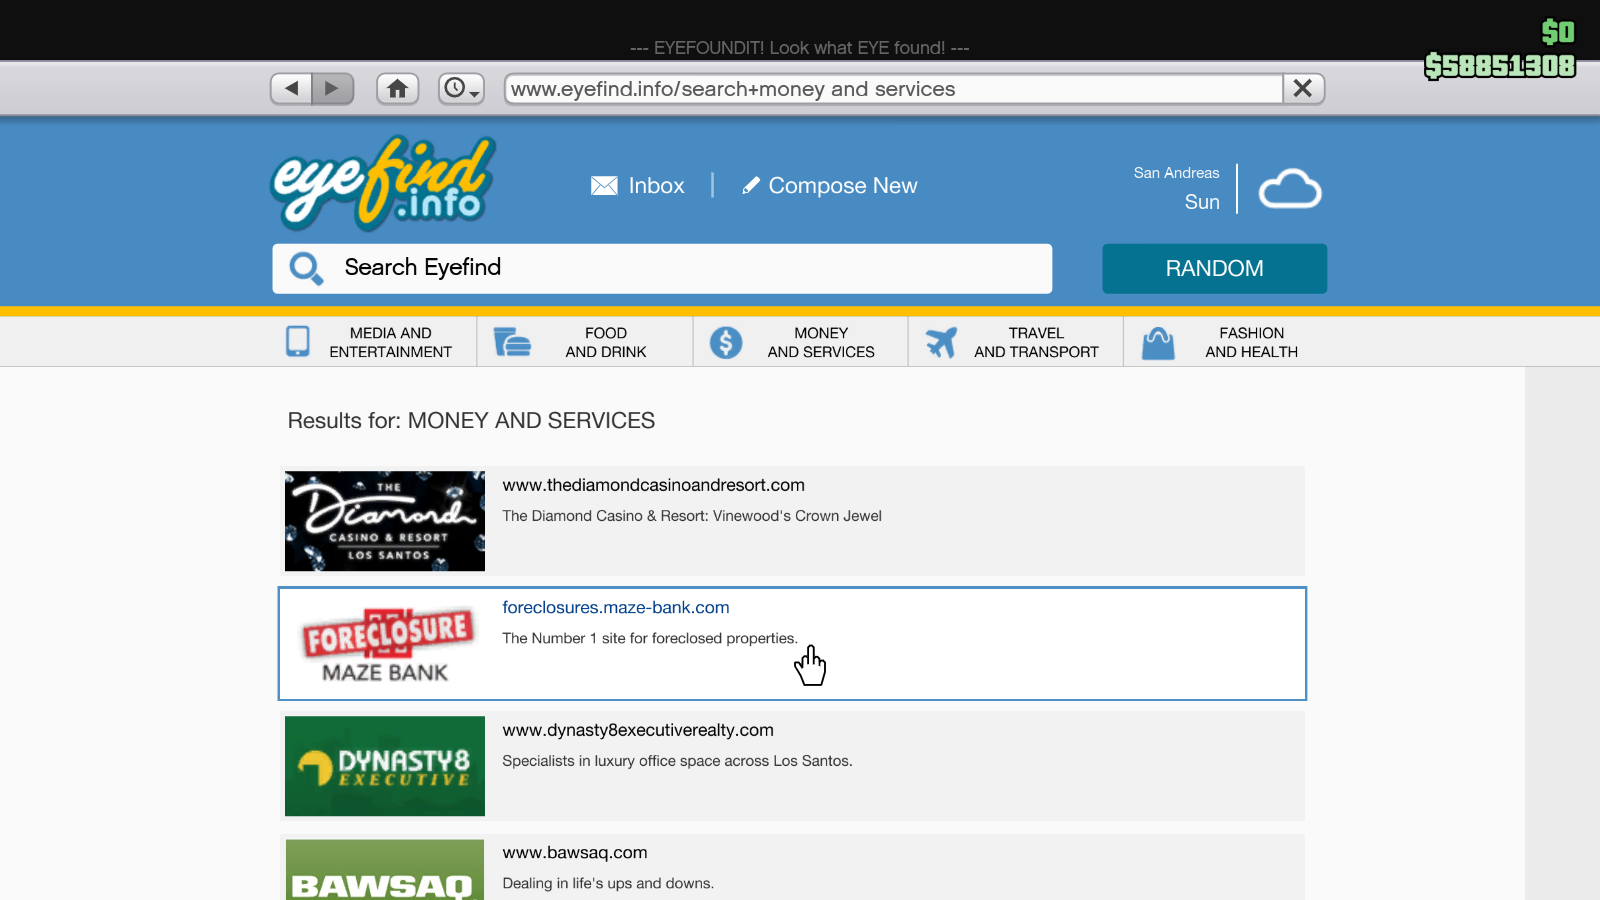 $0
--- EYEFOUNDIT! Look what EYE found! ---
$58851308
www.eyefind.info/search+money and services
eyefind
.info
Inbox
Compose New
San Andreas
Sun
Search Eyefind
RANDOM
MEDIA AND
ENTERTAINMENT
FOOD
AND DRINK
MONEY
AND SERVICES
TRAVEL
AND TRANSPORT
FASHION
AND HEALTH
Results for: MONEY AND SERVICES
THE
Diamond
CASINO & RESORT
LOS SANTOS
www.thediamondcasinoandresort.com
The Diamond Casino & Resort: Vinewood's Crown Jewel
FORECLOSURE
MAZE BANK
foreclosures.maze-bank.com
The Number 1 site for foreclosed properties.
DYNASTY8
EXECUTIVE
www.dynasty8executiverealty.com
Specialists in luxury office space across Los Santos.
BAWSAQ
www.bawsaq.com
Dealing in life's ups and downs.